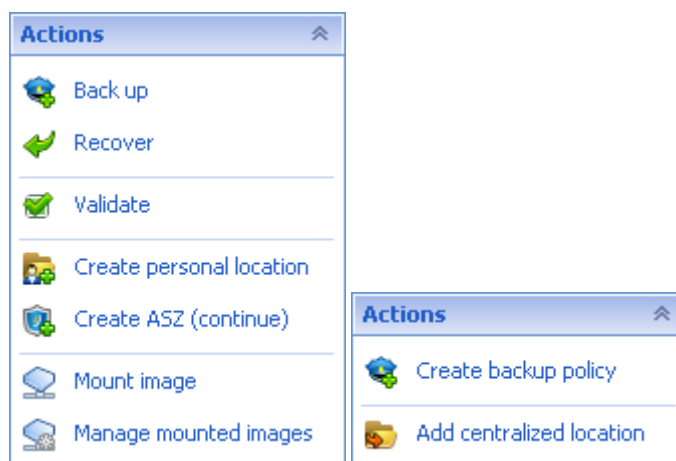 Actions
Back up
Recover
Validate
Create personal location
Create ASZ (continue)
Mount image
Manage mounted images
Actions
Create backup policy
Add centralized location